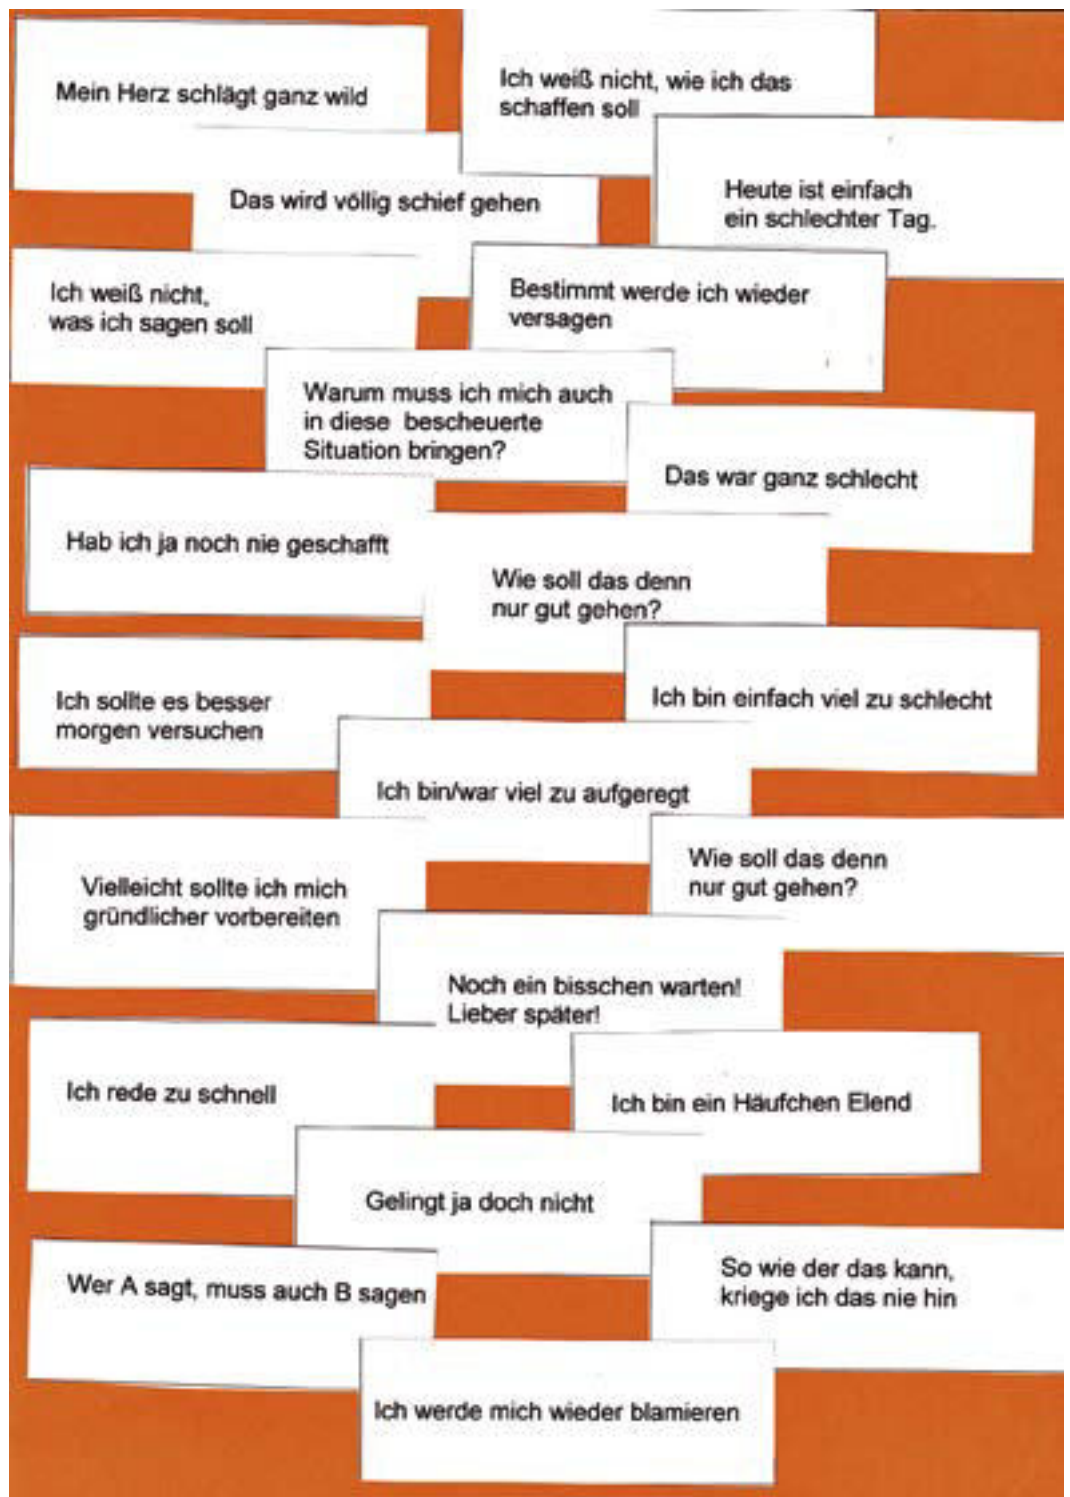 Mein Herz schlägt ganz wild
Ich weiß nicht, wie ich das
schaffen soll
Das wird völlig schief gehen
Heute ist einfach
ein schlechter Tag.
Ich weiß nicht,
was ich sagen soll
Bestimmt werde ich wieder
versagen
Warum muss ich mich auch
in diese bescheuerte
Situation bringen?
Das war ganz schlecht
Hab ich ja noch nie geschafft
Wie soll das denn
nur gut gehen?
Ich sollte es besser
morgen versuchen
Ich bin einfach viel zu schlecht
Ich bin/war viel zu aufgeregt
Vielleicht sollte ich mich
gründlicher vorbereiten
Wie soll das denn
nur gut gehen?
Noch ein bisschen warten!
Lieber später!
Ich rede zu schnell
Ich bin ein Häufchen Elend
Gelingt ja doch nicht
Wer A sagt, muss auch B sagen
So wie der das kann,
kriege ich das nie hin
Ich werde mich wieder blamieren